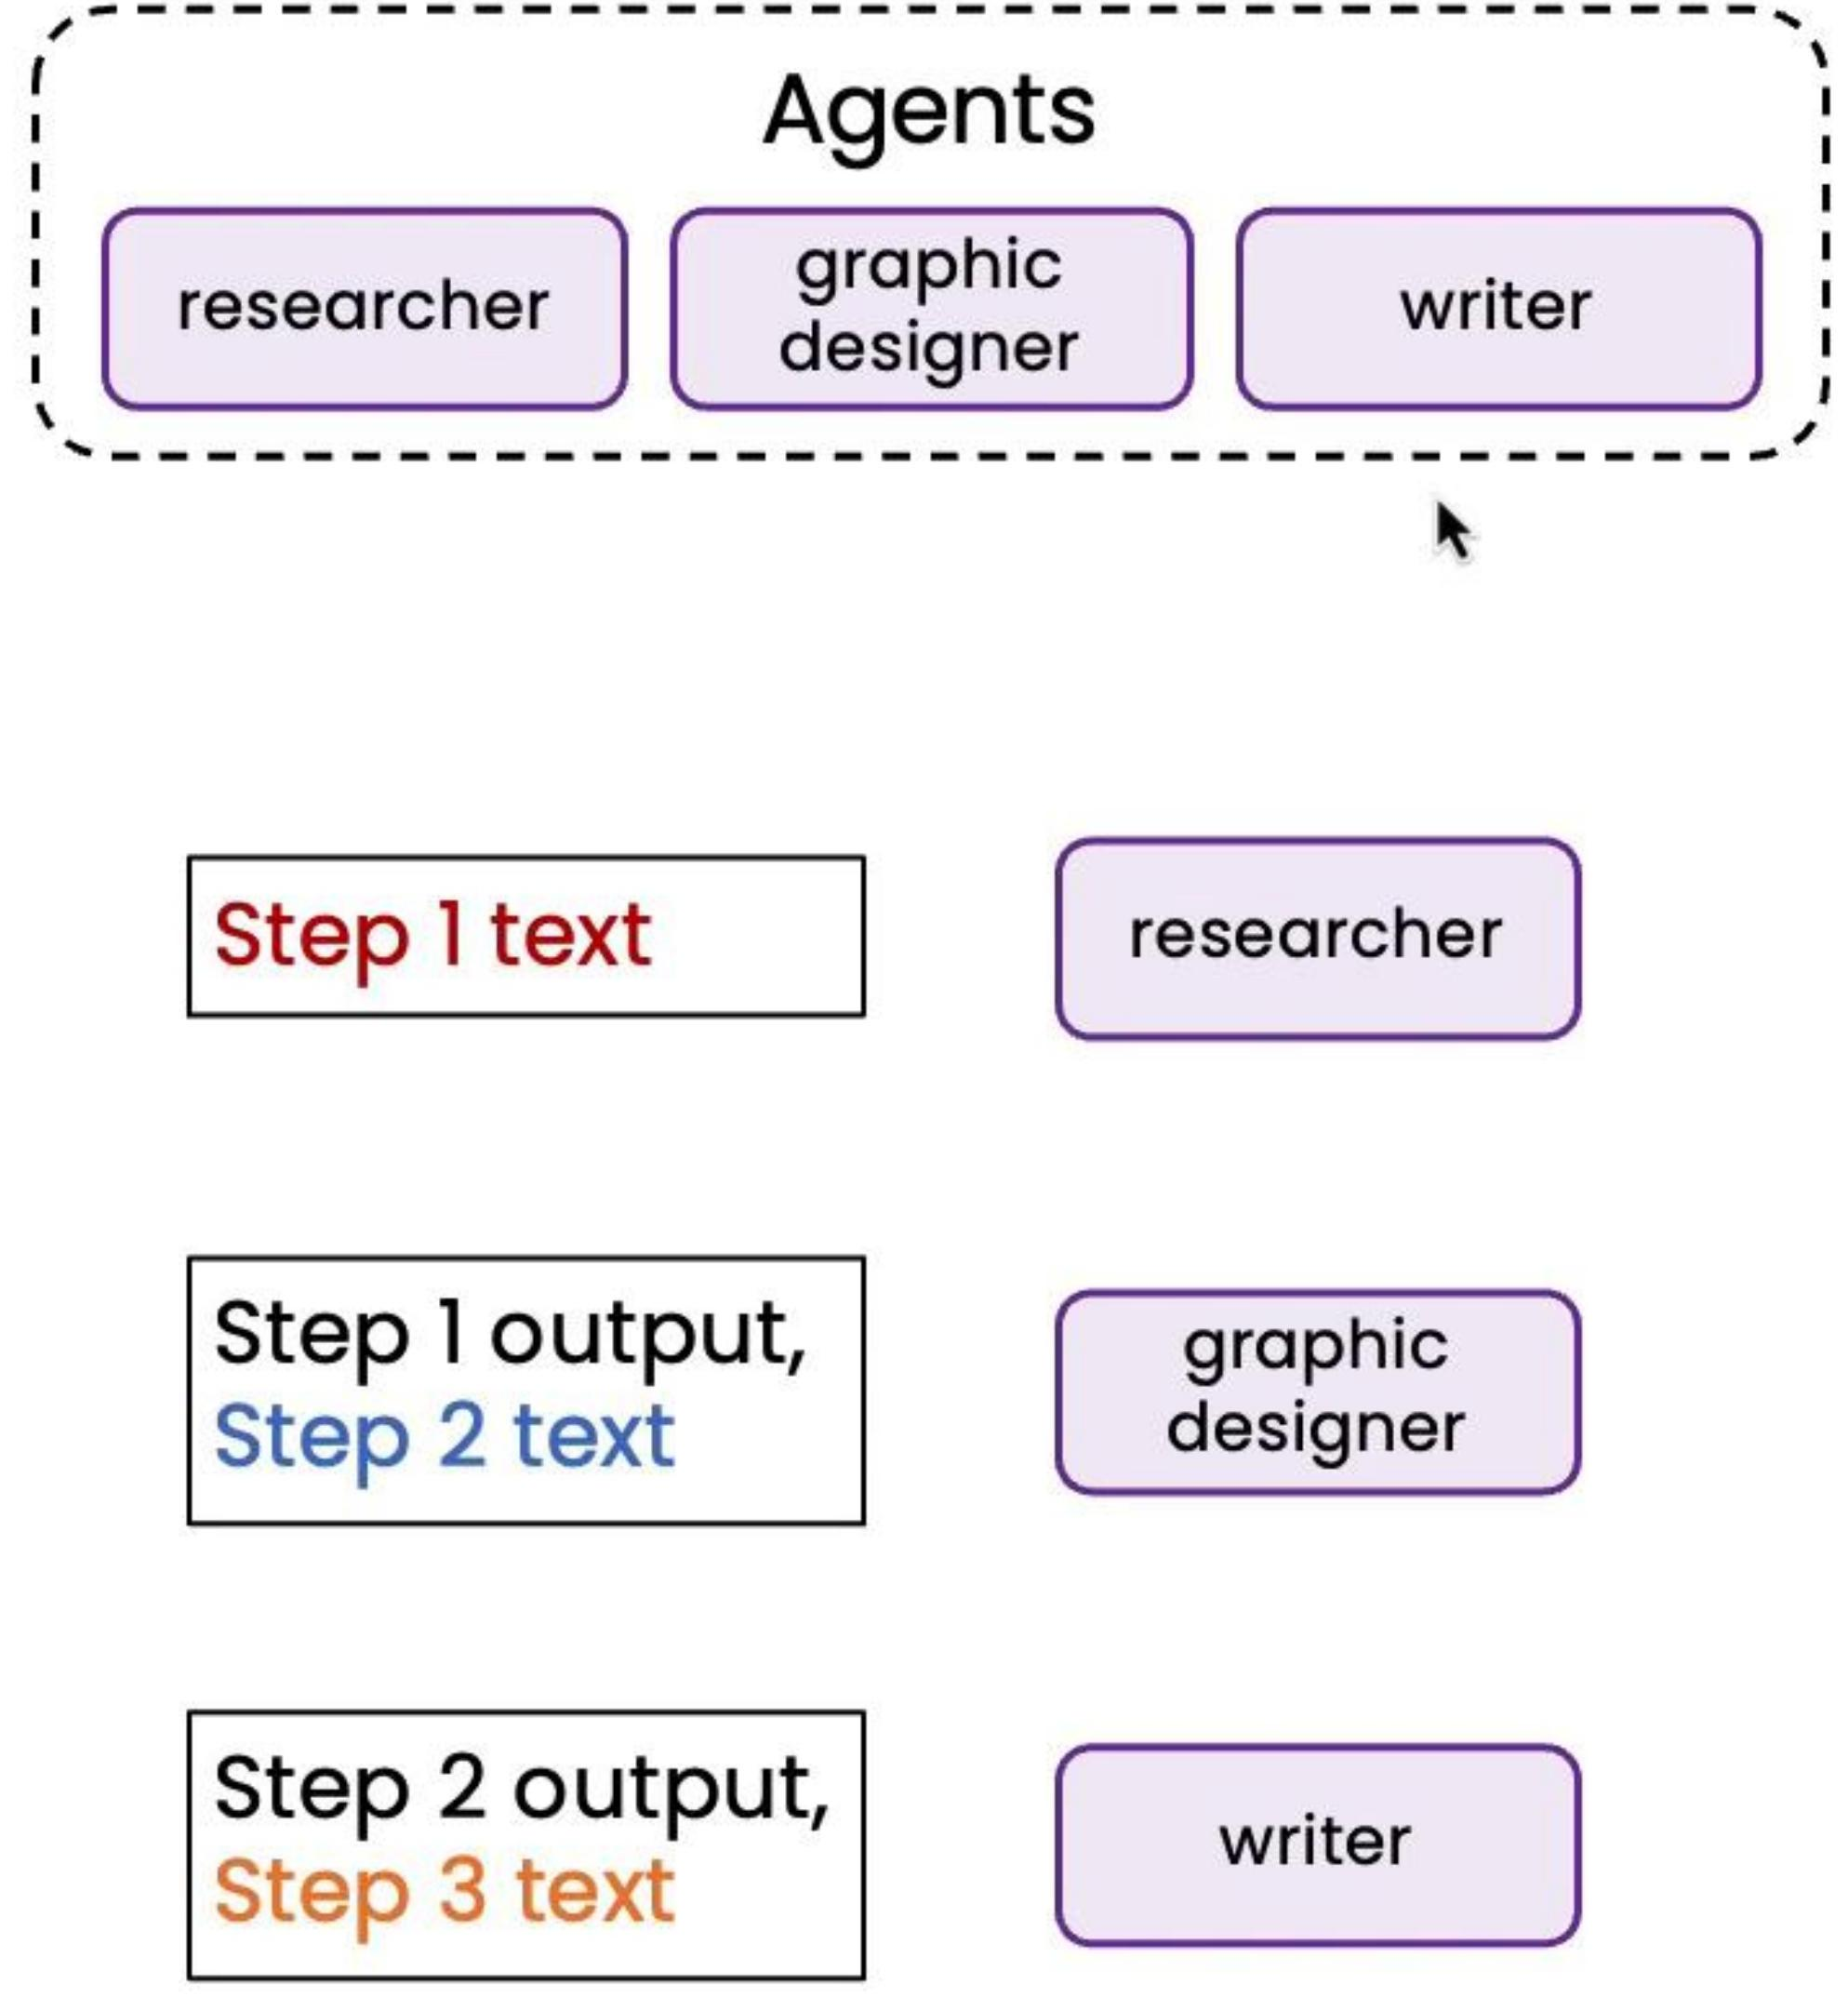 Agents
researcher
graphic
designer
writer
Step 1 text
researcher
Step 1 output,
Step 2 text
graphic
designer
Step 2 output,
Step 3 text
writer